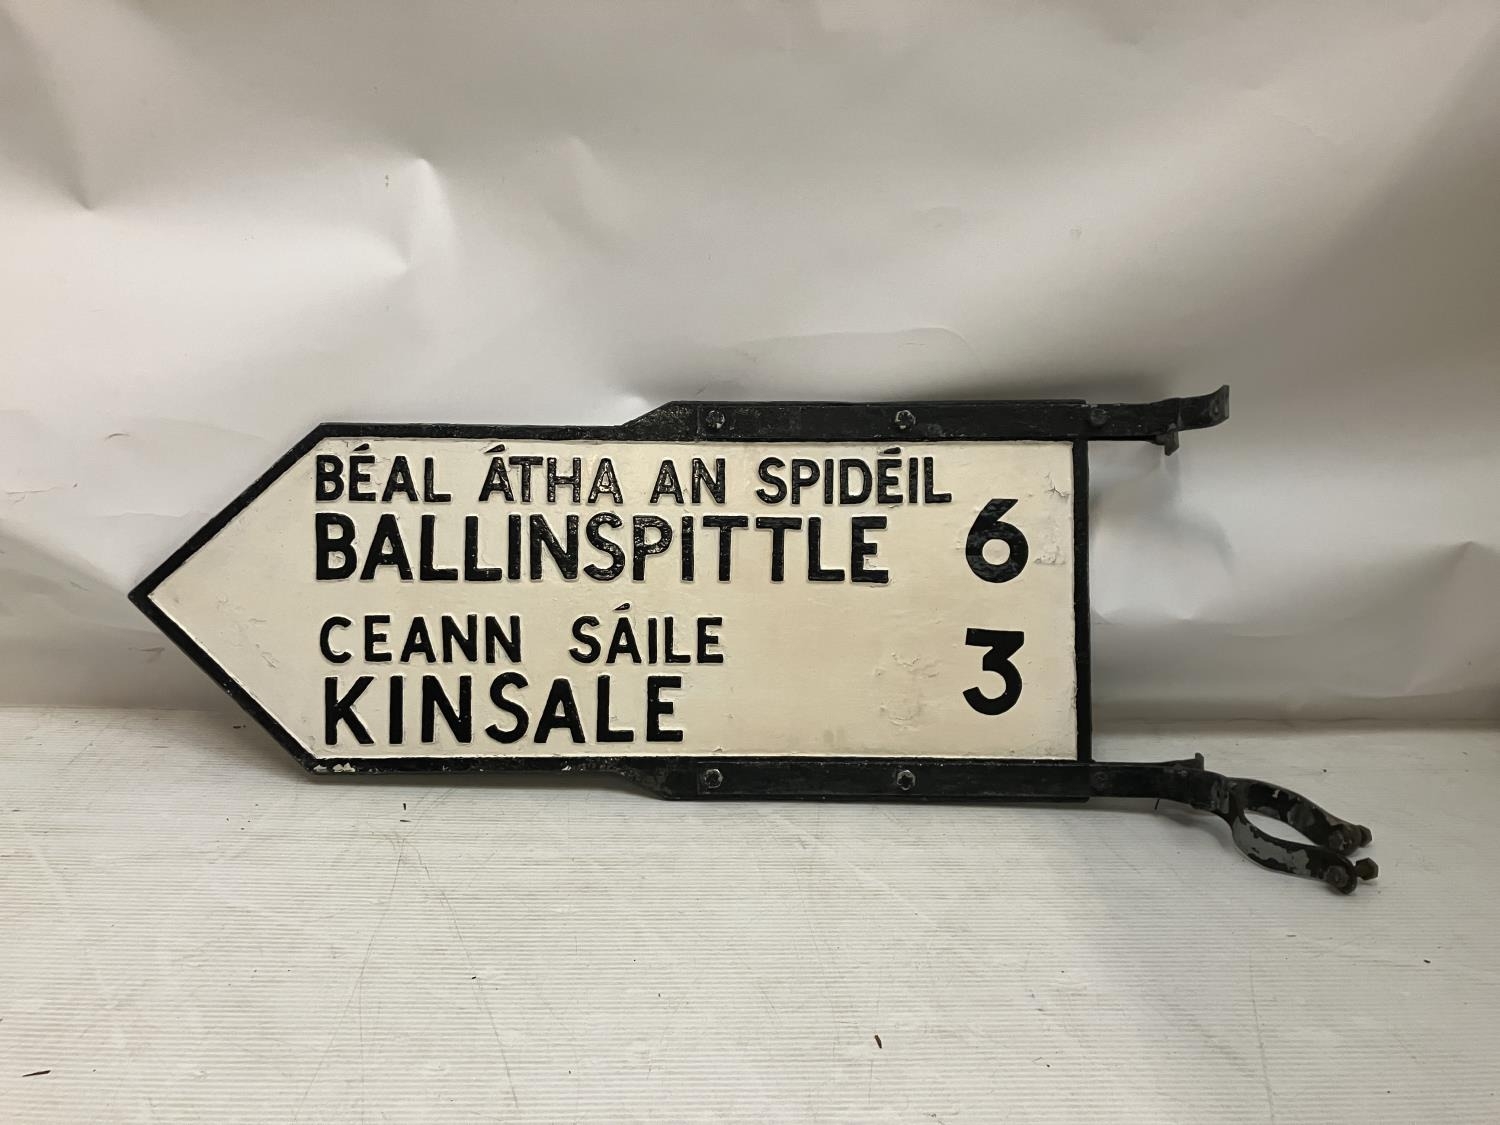 BÉAL ÁTHA AN SPIDÉIL
BALLINSPITTLE 6
CEANN SÁILE
KINSALE 3